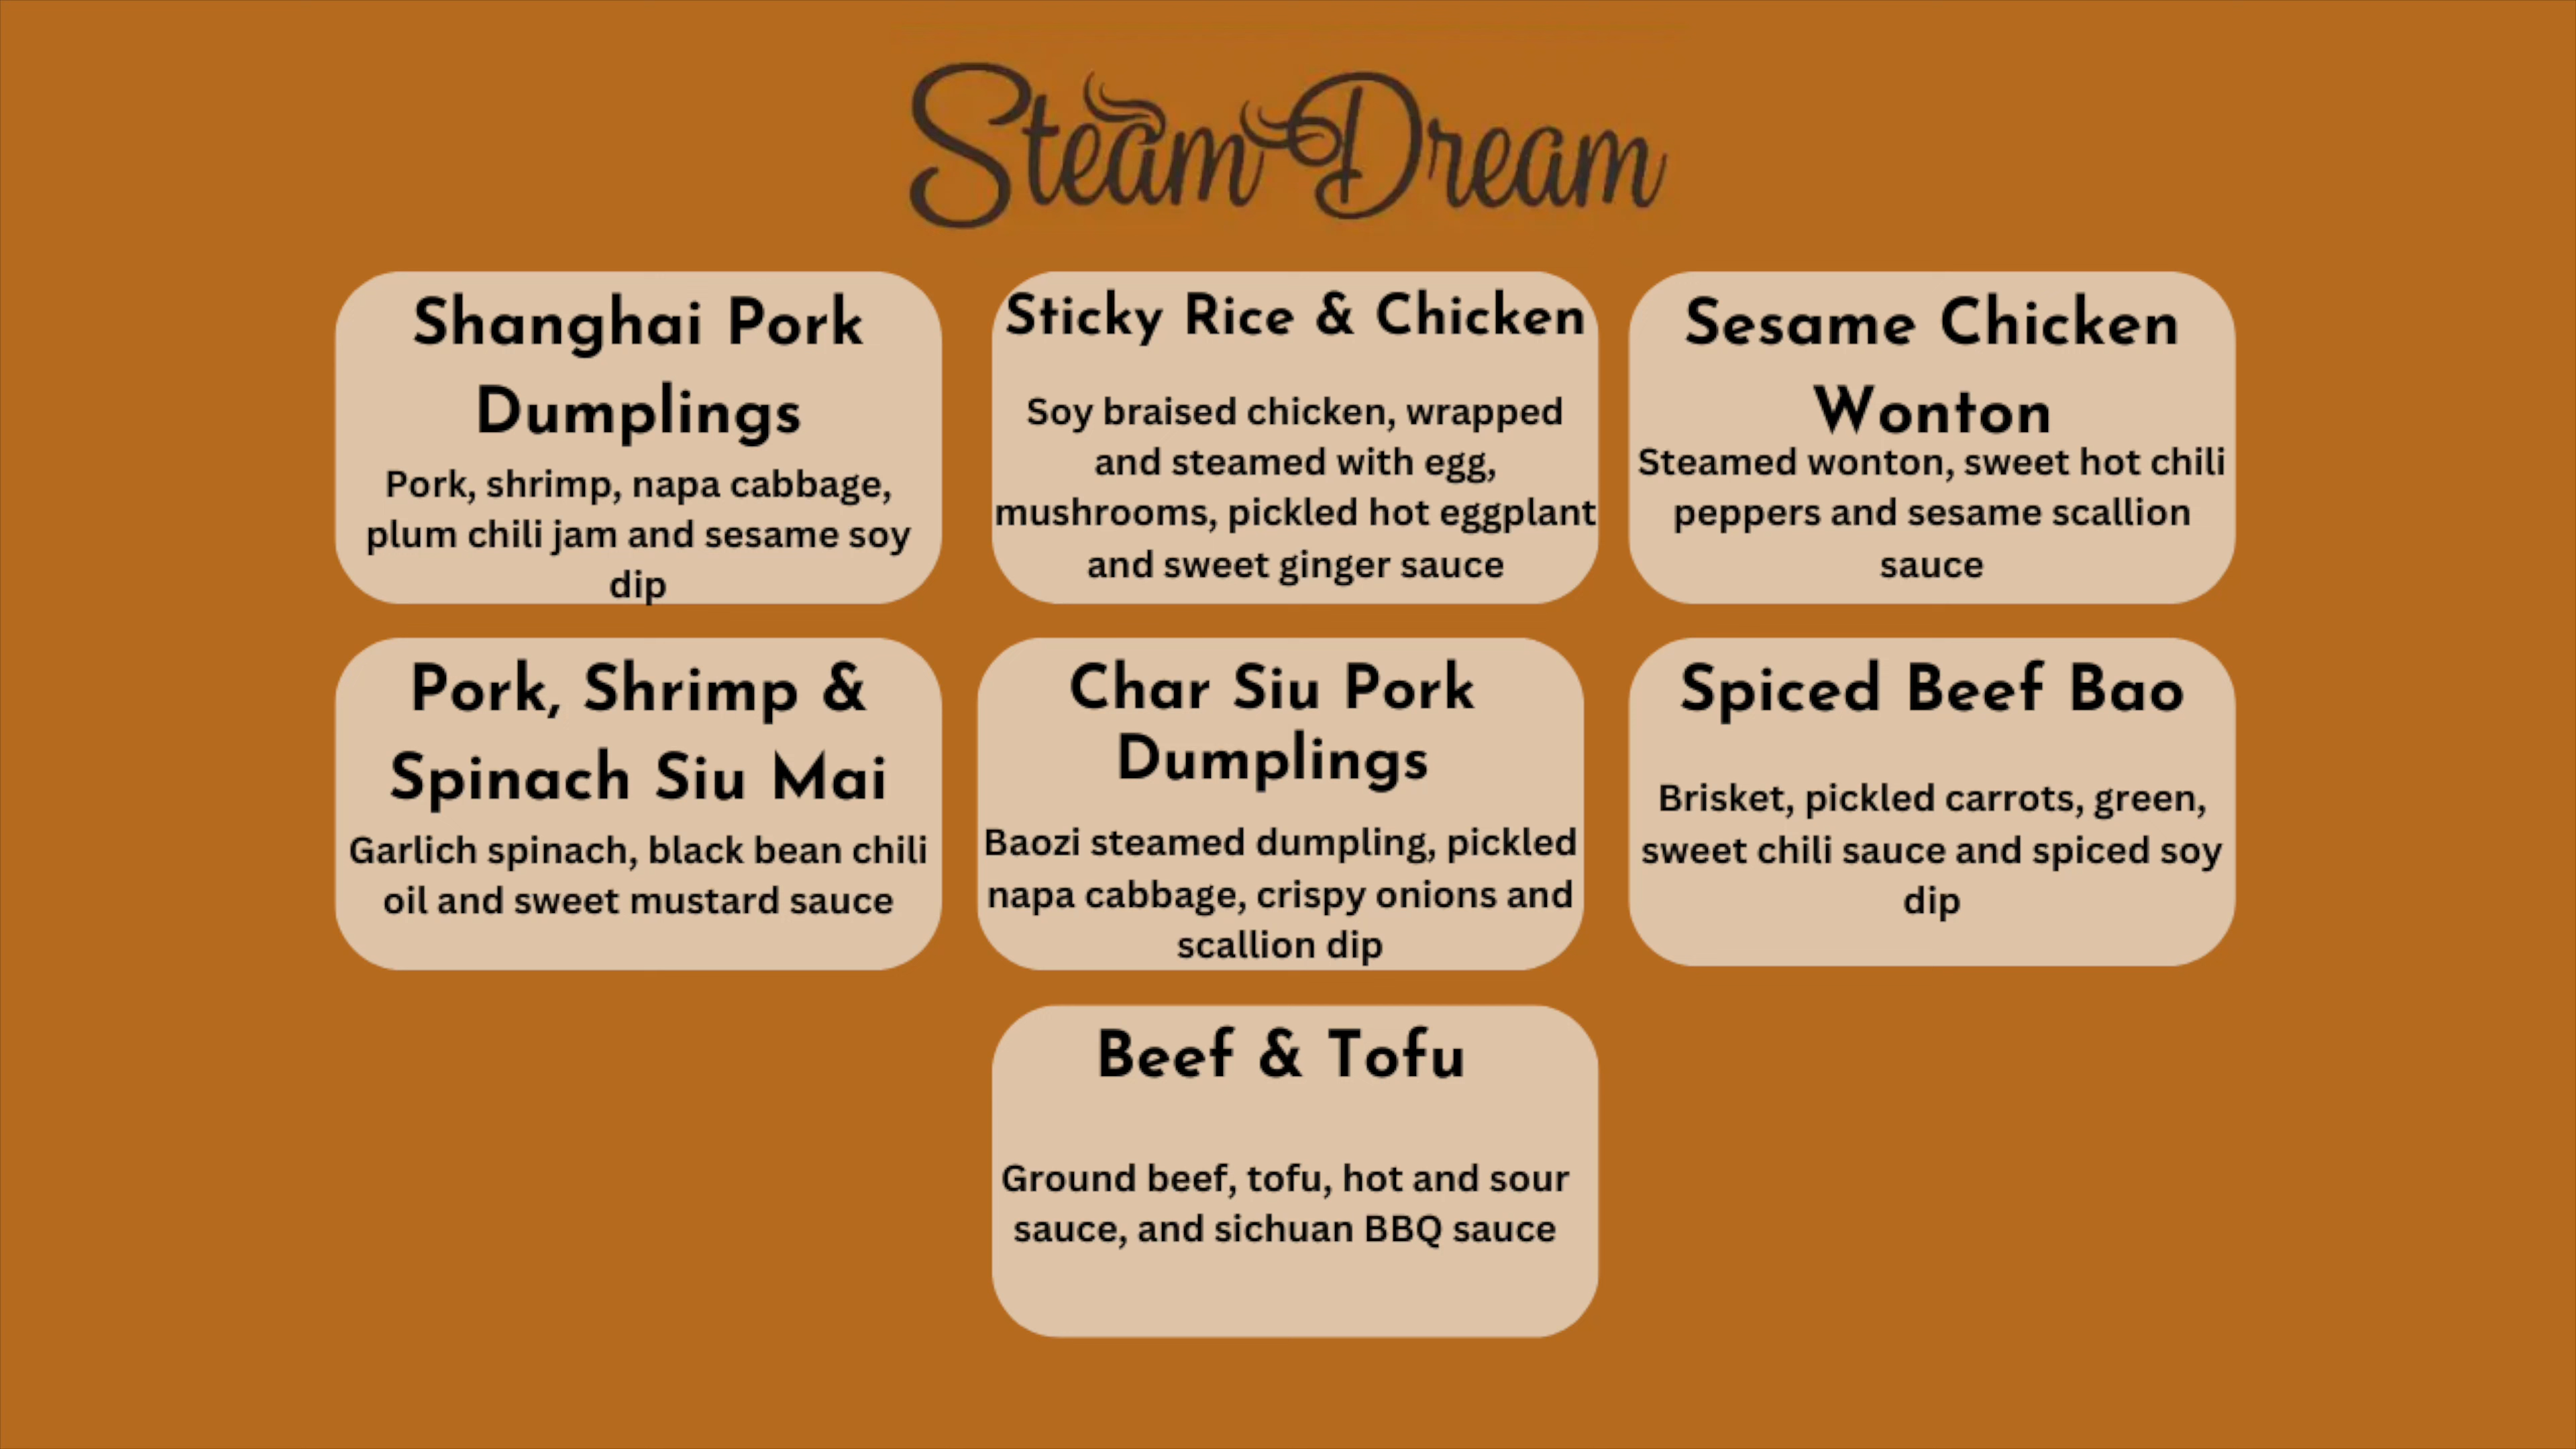 Steam Dream
Shanghai Pork
Dumplings
Pork, shrimp, napa cabbage,
plum chili jam and sesame soy
dip
Sticky Rice & Chicken
Soy braised chicken, wrapped
and steamed with egg,
mushrooms, pickled hot eggplant
and sweet ginger sauce
Sesame Chicken
Wonton
Steamed wonton, sweet hot chili
peppers and sesame scallion
sauce
Pork, Shrimp &
Spinach Siu Mai
Garlich spinach, black bean chili
oil and sweet mustard sauce
Char Siu Pork
Dumplings
Baozi steamed dumpling, pickled
napa cabbage, crispy onions and
scallion dip
Spiced Beef Bao
Brisket, pickled carrots, green,
sweet chili sauce and spiced soy
dip
Beef & Tofu
Ground beef, tofu, hot and sour
sauce, and sichuan BBQ sauce